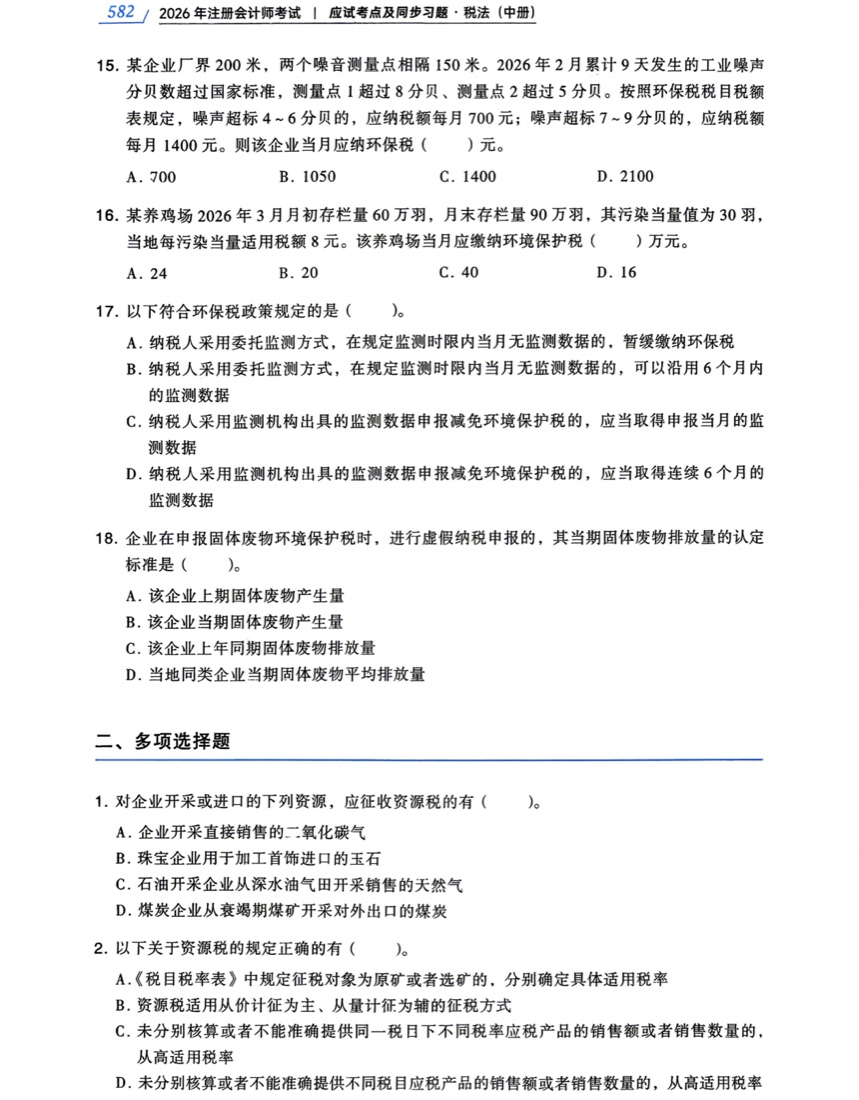 582 / 2026年注册会计师考试 | 应试考点及同步习题·税法（中册）
15. 某企业厂界200米，两个噪音测量点相隔150米。2026年2月累计9天发生的工业噪声
分贝数超过国家标准，测量点1超过8分贝、测量点2超过5分贝。按照环保税税目税额
表规定，噪声超标4~6分贝的，应纳税额每月700元；噪声超标7~9分贝的，应纳税额
每月1400元。则该企业当月应纳环保税（  ）元。
A. 700 B. 1050 C. 1400 D. 2100
16. 某养鸡场2026年3月月初存栏量60万羽，月末存栏量90万羽，其污染当量值为30羽，
当地每污染当量适用税额8元。该养鸡场当月应缴纳环境保护税（  ）万元。
A. 24 B. 20 C. 40 D. 16
17. 以下符合环保税政策规定的是（  ）。
A. 纳税人采用委托监测方式，在规定监测时限内当月无监测数据的，暂缓缴纳环保税
B. 纳税人采用委托监测方式，在规定监测时限内当月无监测数据的，可以沿用6个月内
的监测数据
C. 纳税人采用监测机构出具的监测数据申报减免环境保护税的，应当取得申报当月的监
测数据
D. 纳税人采用监测机构出具的监测数据申报减免环境保护税的，应当取得连续6个月的
监测数据
18. 企业在申报固体废物环境保护税时，进行虚假纳税申报的，其当期固体废物排放量的认定
标准是（  ）。
A. 该企业上期固体废物产生量
B. 该企业当期固体废物产生量
C. 该企业上年同期固体废物排放量
D. 当地同类企业当期固体废物平均排放量
二、多项选择题
1. 对企业开采或进口的下列资源，应征收资源税的有（  ）。
A. 企业开采直接销售的二氧化碳气
B. 珠宝企业用于加工首饰进口的玉石
C. 石油开采企业从深水油气田开采销售的天然气
D. 煤炭企业从衰竭期煤矿开采对外出口的煤炭
2. 以下关于资源税的规定正确的有（  ）。
A.《税目税率表》中规定征税对象为原矿或者选矿的，分别确定具体适用税率
B. 资源税适用从价计征为主、从量计征为辅的征税方式
C. 未分别核算或者不能准确提供同一税目下不同税率应税产品的销售额或者销售数量的，
从高适用税率
D. 未分别核算或者不能准确提供不同税目应税产品的销售额或者销售数量的，从高适用税率